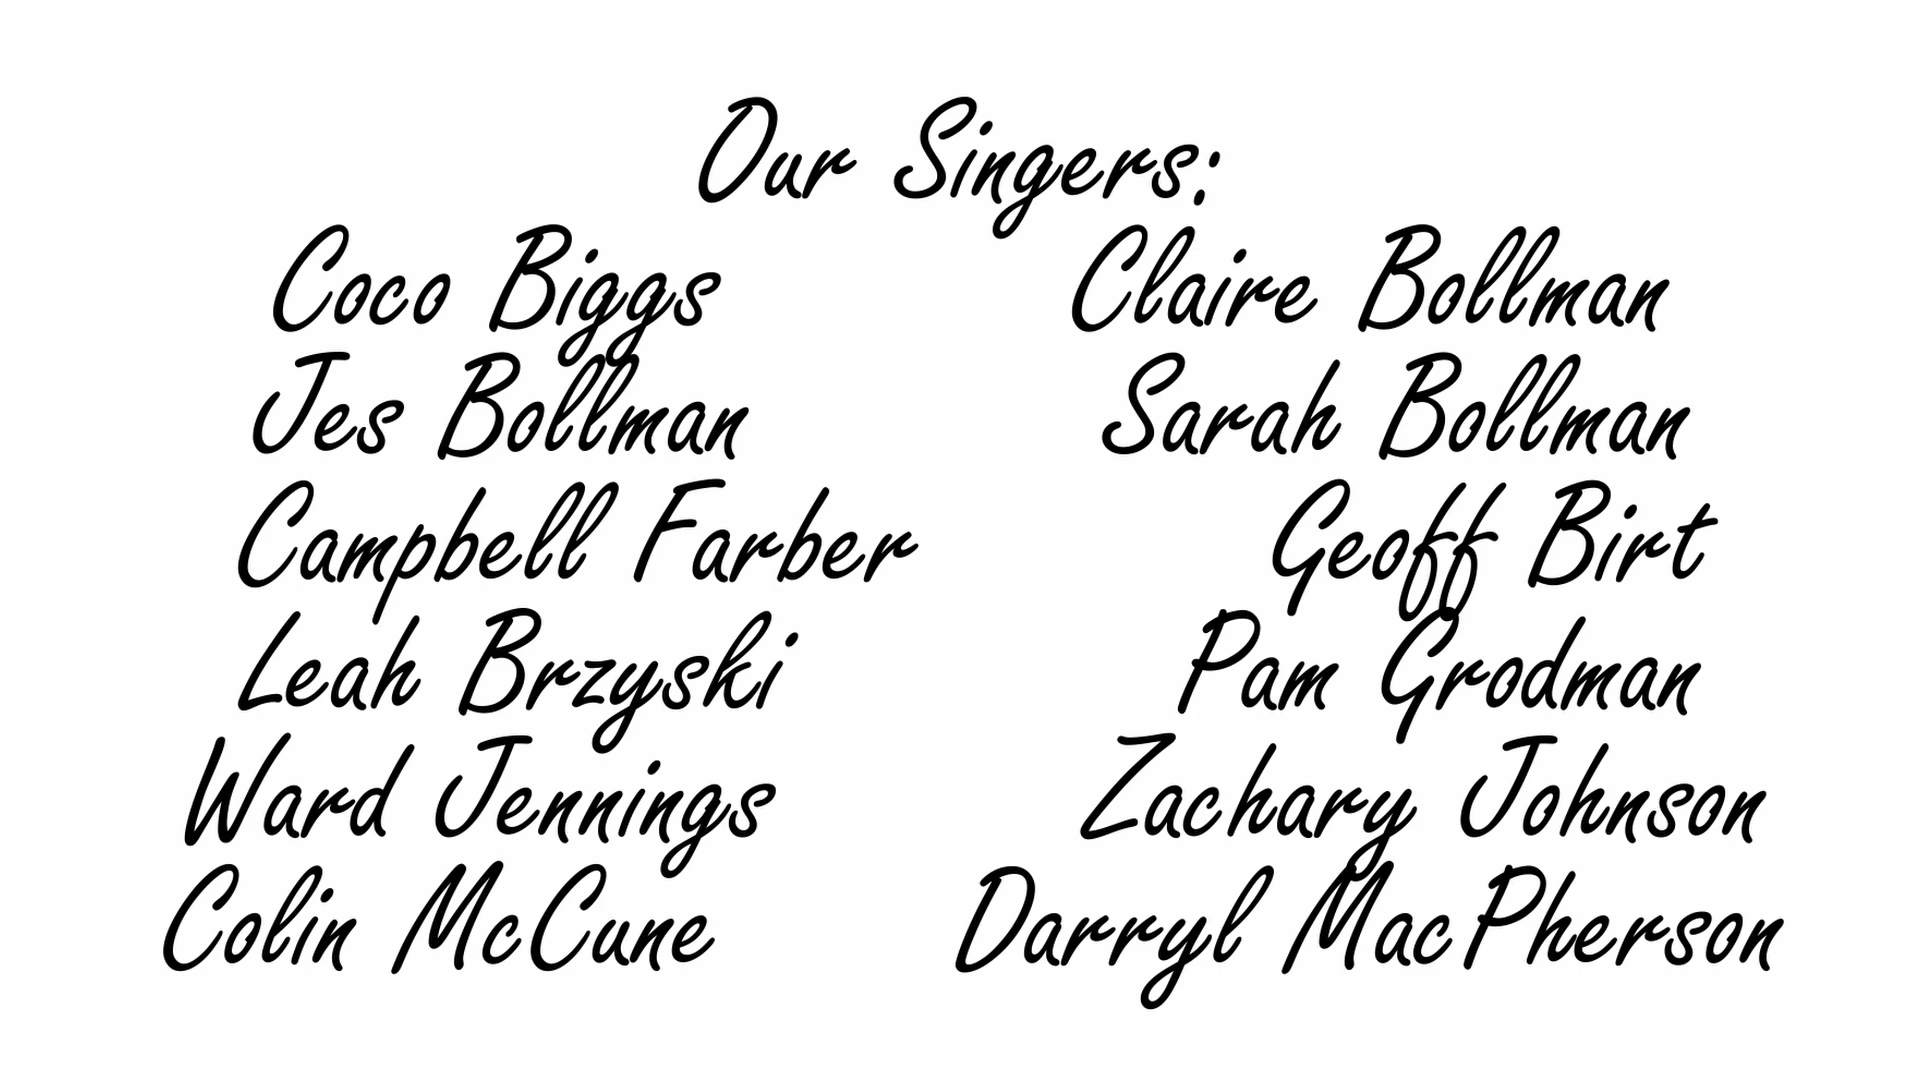 Our Singers:
Coco Biggs Claire Bollman
Jes Bollman Sarah Bollman
Campbell Farber Geoff Birt
Leah Brzyski Pam Grodman
Ward Jennings Zachary Johnson
Colin McCune Darryl MacPherson